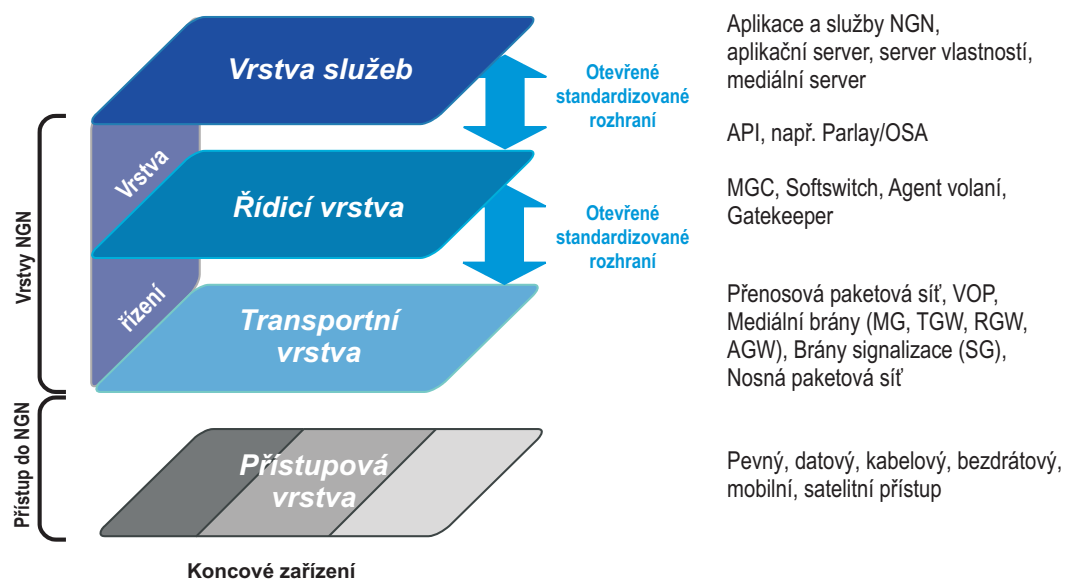 Vrstva služeb
Otevřené
standardizované
rozhraní
Aplikace a služby NGN,
aplikační server, server vlastností,
mediální server
API, např. Parlay/OSA
Vrstvy NGN
Vrstva
řízení
Řídicí vrstva
Otevřené
standardizované
rozhraní
MGC, Softswitch, Agent volaní,
Gatekeeper
Transportní
vrstva
Přenosová paketová síť, VOP,
Mediální brány (MG, TGW, RGW,
AGW), Brány signalizace (SG),
Nosná paketová síť
Přístup do NGN
Přístupová
vrstva
Pevný, datový, kabelový, bezdrátový,
mobilní, satelitní přístup
Koncové zařízení